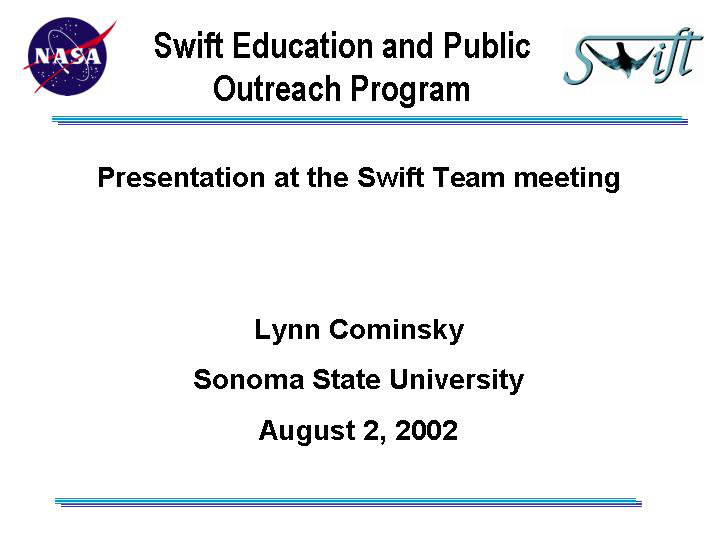 NASA
Swift Education and Public
Outreach Program
Swift
Presentation at the Swift Team meeting
Lynn Cominsky
Sonoma State University
August 2, 2002